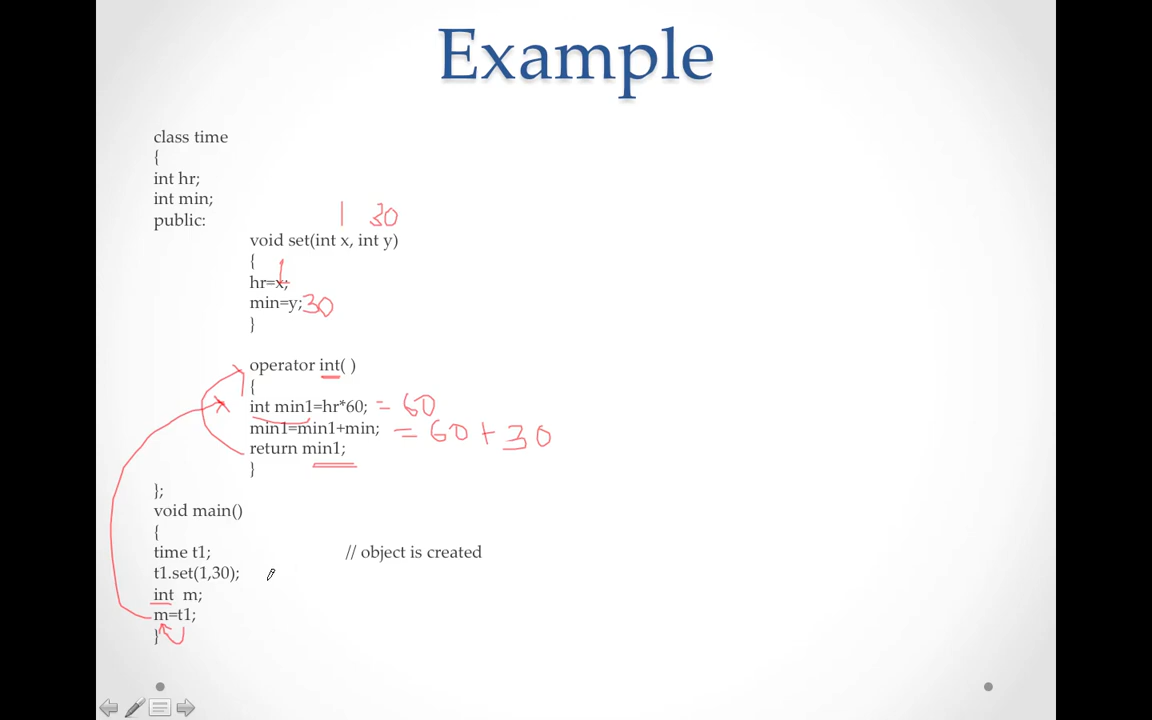 Example
class time
{
int hr;
int min;
public:
1 30
void set(int x, int y)
{
hr=x;
min=y; 30
}
operator int( )
{
int min1=hr*60; = 60
min1=min1+min; = 60 + 30
return min1;
}
};
void main()
{
time t1; // object is created
t1.set(1,30);
int m;
m=t1;
}